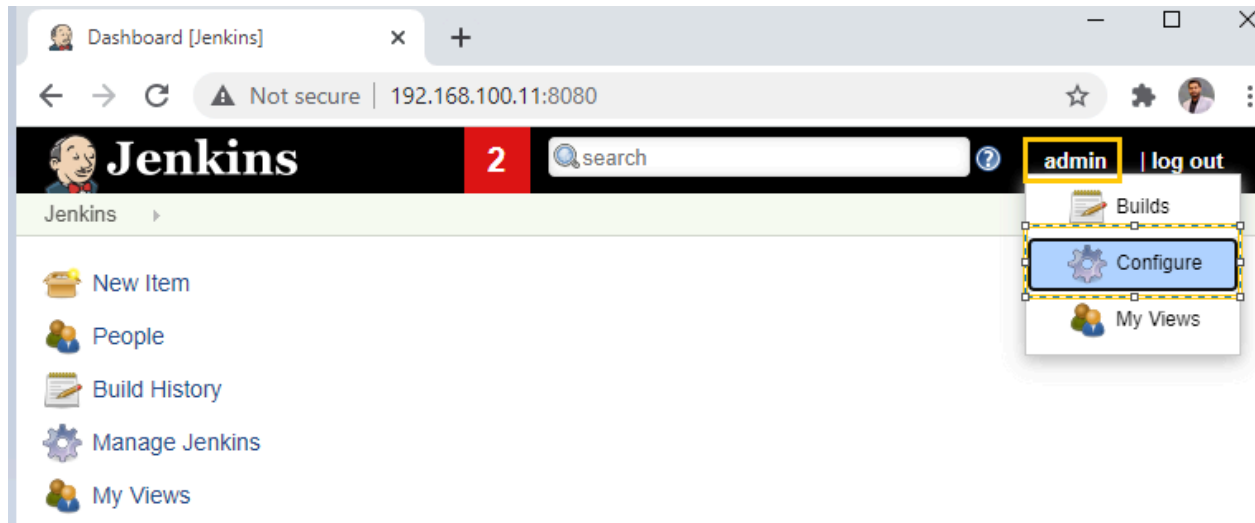 Dashboard [Jenkins]
Not secure | 192.168.100.11:8080
Jenkins 2 search admin | log out
Jenkins
Builds
Configure
My Views
New Item
People
Build History
Manage Jenkins
My Views